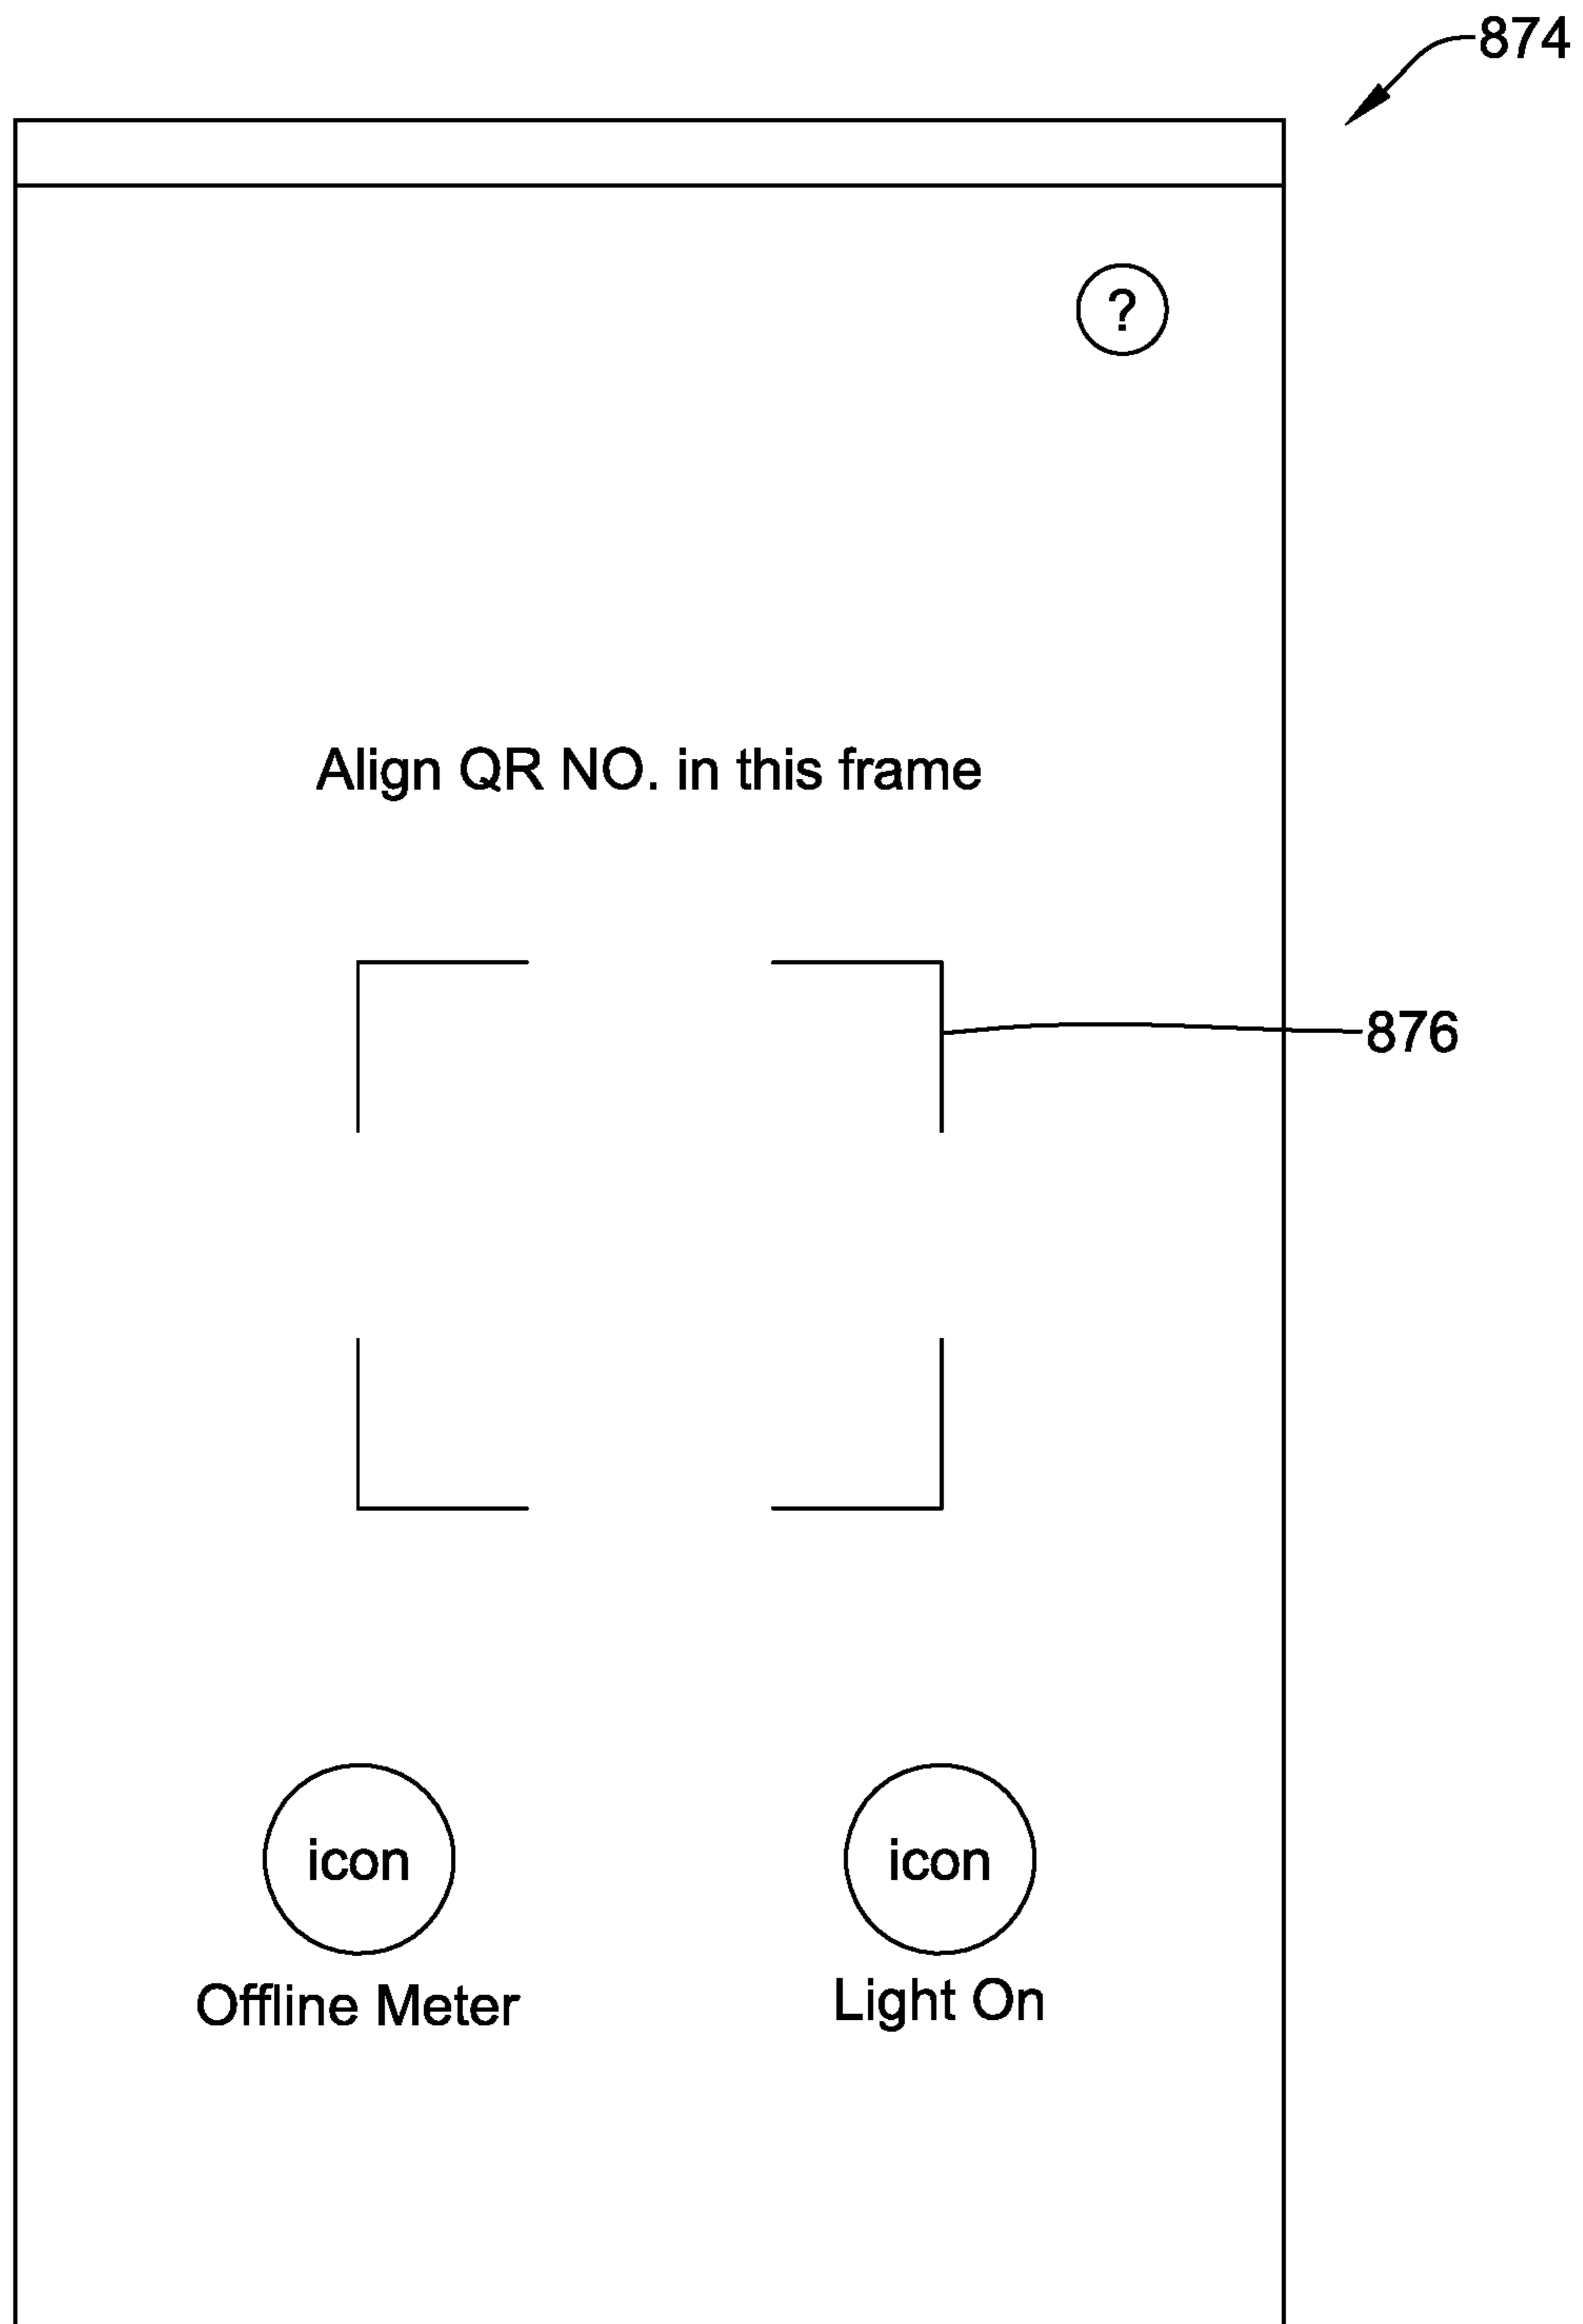 874
?
Align QR NO. in this frame
876
icon icon
Offline Meter Light On